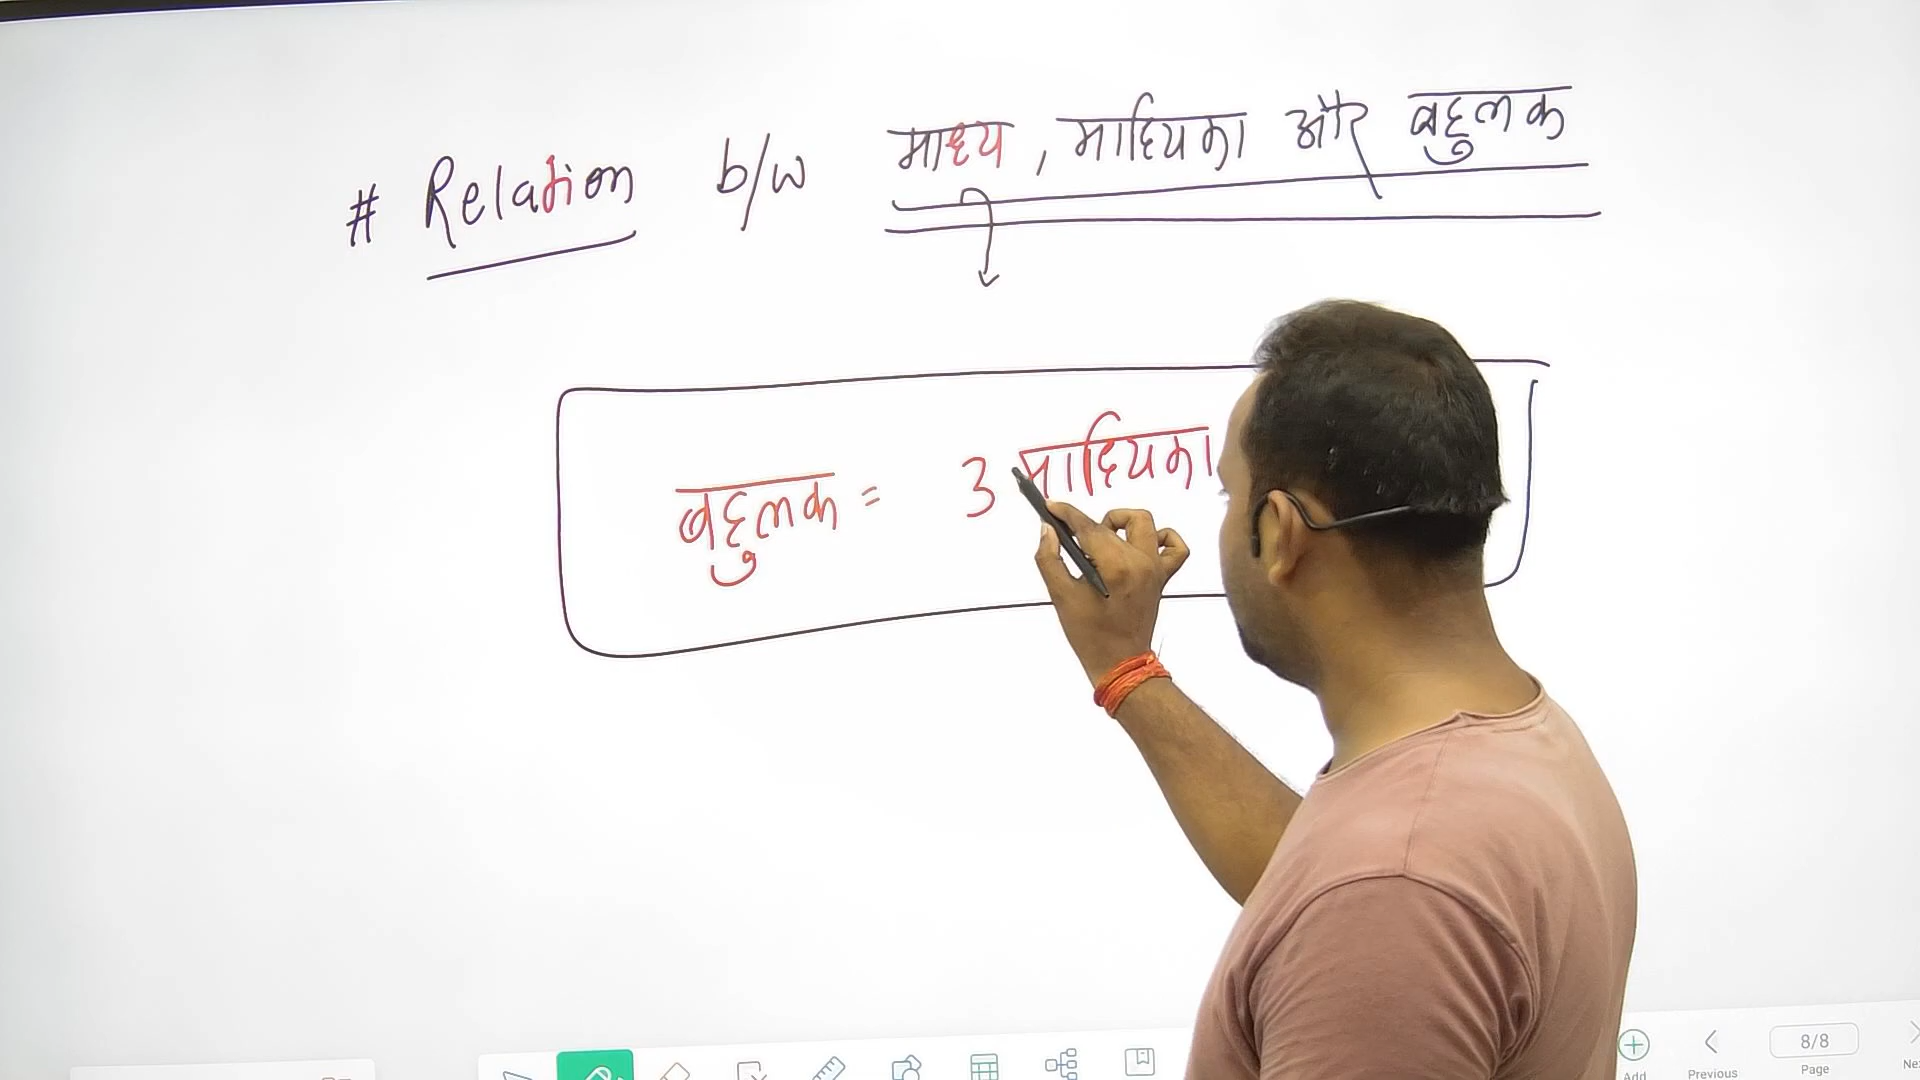 # Relation b/w माध्य , माध्यिका और बहुलक
बहुलक = 3 माध्यिका
Add
Previous
8/8
Page